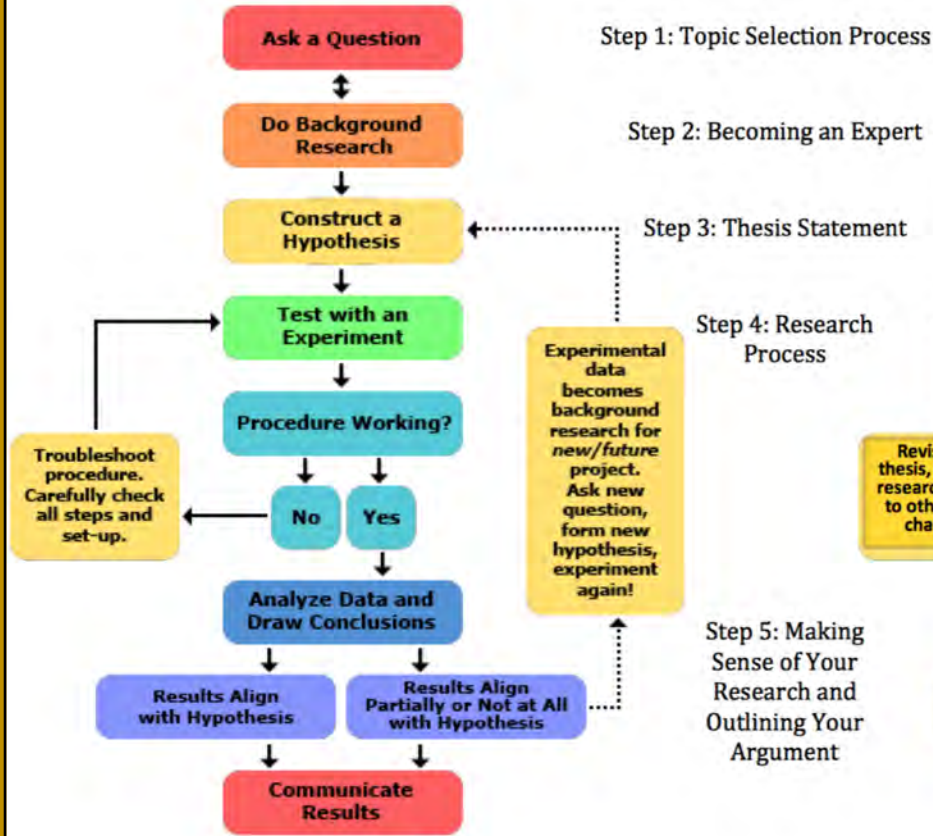 Ask a Question
Step 1: Topic Selection Process
Do Background
Research
Step 2: Becoming an Expert
Construct a
Hypothesis
Step 3: Thesis Statement
Test with an
Experiment
Step 4: Research
Process
Experimental
data
becomes
background
research for
new/future
project.
Ask new
question,
form new
hypothesis,
experiment
again!
Procedure Working?
No
Yes
Troubleshoot
procedure.
Carefully check
all steps and
set-up.
thesis,
to
Analyze Data and
Draw Conclusions
Step 5: Making
Sense of Your
Research and
Outlining Your
Argument
Results Align
with Hypothesis
Results Align
Partially or Not at All
with Hypothesis
Communicate
Results